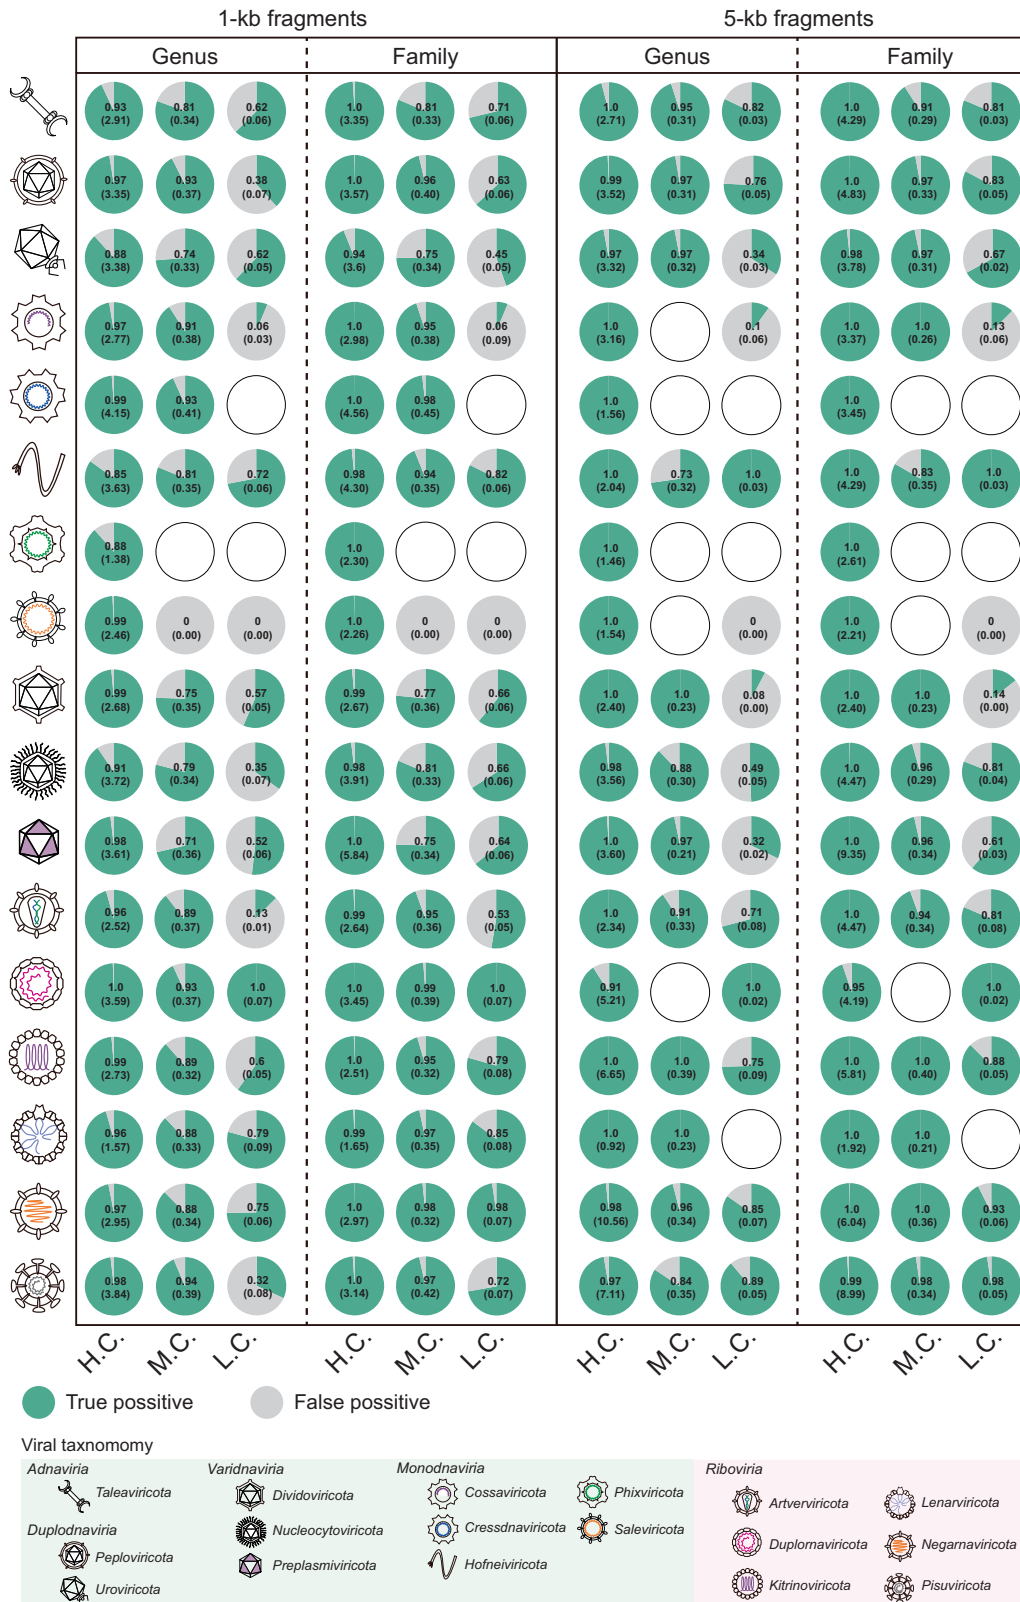 1-kb fragments 5-kb fragments
Genus Family Genus Family
0.93 0.81 0.62 1.0 0.81 0.71 1.0 0.95 0.82 1.0 0.91 0.81
(2.91) (0.34) (0.06) (3.35) (0.33) (0.06) (2.71) (0.31) (0.03) (4.29) (0.29) (0.03)
0.97 0.93 0.38 1.0 0.96 0.63 0.99 0.97 0.76 1.0 0.97 0.83
(3.35) (0.37) (0.07) (3.57) (0.40) (0.06) (3.52) (0.31) (0.05) (4.83) (0.33) (0.05)
0.88 0.74 0.62 0.94 0.75 0.45 0.97 0.97 0.34 0.98 0.97 0.67
(3.38) (0.33) (0.05) (3.6) (0.34) (0.05) (3.32) (0.32) (0.03) (3.78) (0.31) (0.02)
0.97 0.91 0.06 1.0 0.95 0.06 1.0 0.1 1.0 1.0 0.13
(2.77) (0.38) (0.03) (2.98) (0.38) (0.09) (3.16) (0.06) (3.37) (0.26) (0.06)
0.99 0.93 1.0 0.98 1.0 1.0
(4.15) (0.41) (4.56) (0.45) (1.56) (3.45)
0.85 0.81 0.72 0.98 0.94 0.82 1.0 0.73 1.0 1.0 0.83 1.0
(3.63) (0.35) (0.06) (4.30) (0.35) (0.06) (2.04) (0.32) (0.03) (4.29) (0.35) (0.03)
0.88 1.0 1.0 1.0
(1.38) (2.30) (1.46) (2.61)
0.99 0 0 1.0 0 0 1.0 0 1.0 0
(2.46) (0.00) (0.00) (2.26) (0.00) (0.00) (1.54) (0.00) (2.21) (0.00)
0.99 0.75 0.57 0.99 0.77 0.66 1.0 1.0 0.08 1.0 1.0 0.14
(2.68) (0.35) (0.05) (2.67) (0.36) (0.06) (2.40) (0.23) (0.00) (2.40) (0.23) (0.00)
0.91 0.79 0.35 0.98 0.81 0.66 0.98 0.88 0.49 1.0 0.96 0.81
(3.72) (0.34) (0.07) (3.91) (0.33) (0.06) (3.56) (0.30) (0.05) (4.47) (0.29) (0.04)
0.98 0.71 0.52 1.0 0.75 0.64 1.0 0.97 0.32 1.0 0.96 0.61
(3.61) (0.36) (0.06) (5.84) (0.34) (0.06) (3.60) (0.21) (0.02) (9.35) (0.34) (0.03)
0.96 0.89 0.13 0.99 0.95 0.53 1.0 0.91 0.71 1.0 0.94 0.81
(2.52) (0.37) (0.01) (2.64) (0.36) (0.05) (2.34) (0.33) (0.08) (4.47) (0.34) (0.08)
1.0 0.93 1.0 1.0 0.99 1.0 0.91 1.0 0.95 1.0
(3.59) (0.37) (0.07) (3.45) (0.39) (0.07) (5.21) (0.02) (4.19) (0.02)
0.99 0.89 0.6 1.0 0.95 0.79 1.0 1.0 0.75 1.0 1.0 0.88
(2.73) (0.32) (0.05) (2.51) (0.32) (0.08) (6.65) (0.39) (0.09) (5.81) (0.40) (0.05)
0.96 0.88 0.79 0.99 0.97 0.85 1.0 1.0 1.0 1.0
(1.57) (0.33) (0.09) (1.65) (0.35) (0.08) (0.92) (0.23) (1.92) (0.21)
0.97 0.88 0.75 1.0 0.98 0.98 0.98 0.96 0.85 1.0 1.0 0.93
(2.95) (0.34) (0.06) (2.97) (0.32) (0.07) (10.56) (0.34) (0.07) (6.04) (0.36) (0.06)
0.98 0.94 0.32 1.0 0.97 0.72 0.97 0.84 0.89 0.99 0.98 0.98
(3.84) (0.39) (0.08) (3.14) (0.42) (0.07) (7.11) (0.35) (0.05) (8.99) (0.34) (0.05)
H.C. M.C. L.C. H.C. M.C. L.C. H.C. M.C. L.C. H.C. M.C. L.C.
True possitive False possitive
Viral taxnomomy
Adnaviria Varidnaviria Monodnaviria Riboviria
Taleaviricota Dividoviricota Cossaviricota Phixviricota Artverviricota Lenarviricota
Duplodnaviria
Peploviricota Nucleocytoviricota Cressdnaviricota Saleviricota Duplornaviricota Negarnaviricota
Uroviricota Preplasmiviricota Hofneiviricota Kitrinoviricota Pisuviricota